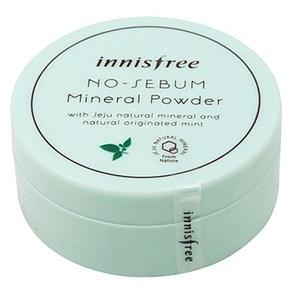 innisfree
NO-SEBUM
Mineral Powder
with Jeju natural mineral and
natural originated mint
From
Nature
innisfree